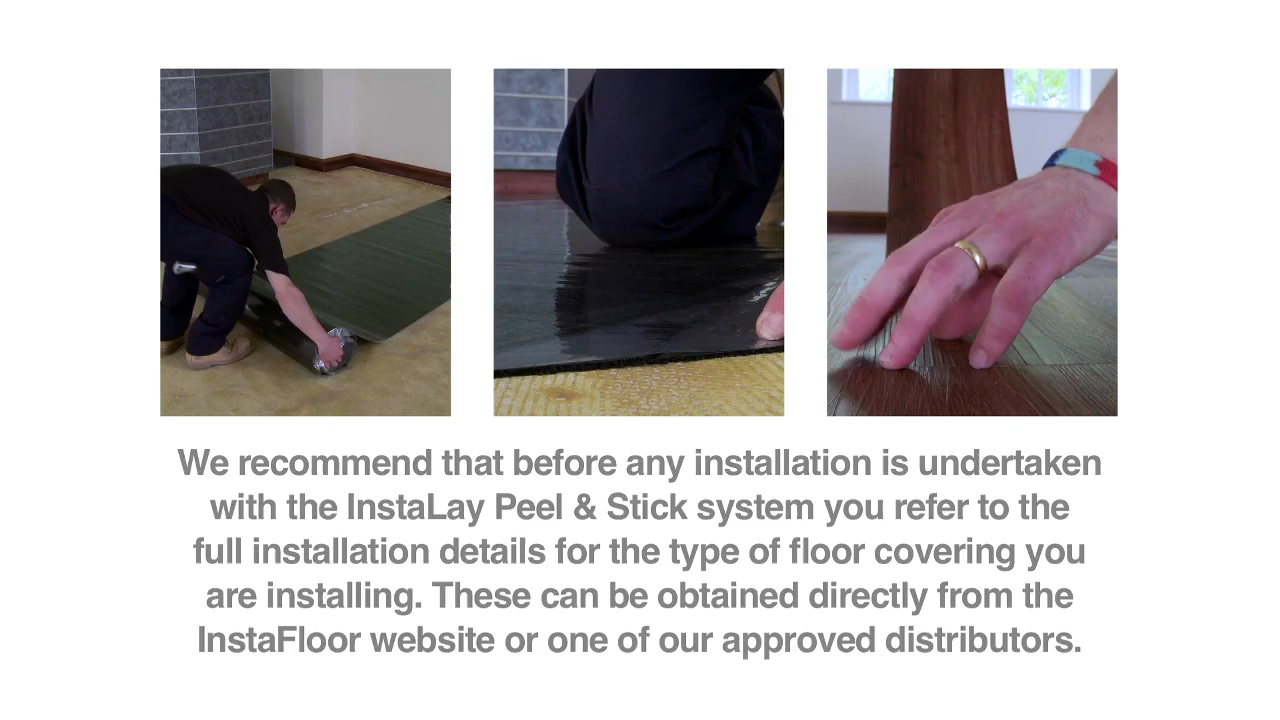 We recommend that before any installation is undertaken
with the InstaLay Peel & Stick system you refer to the
full installation details for the type of floor covering you
are installing. These can be obtained directly from the
InstaFloor website or one of our approved distributors.